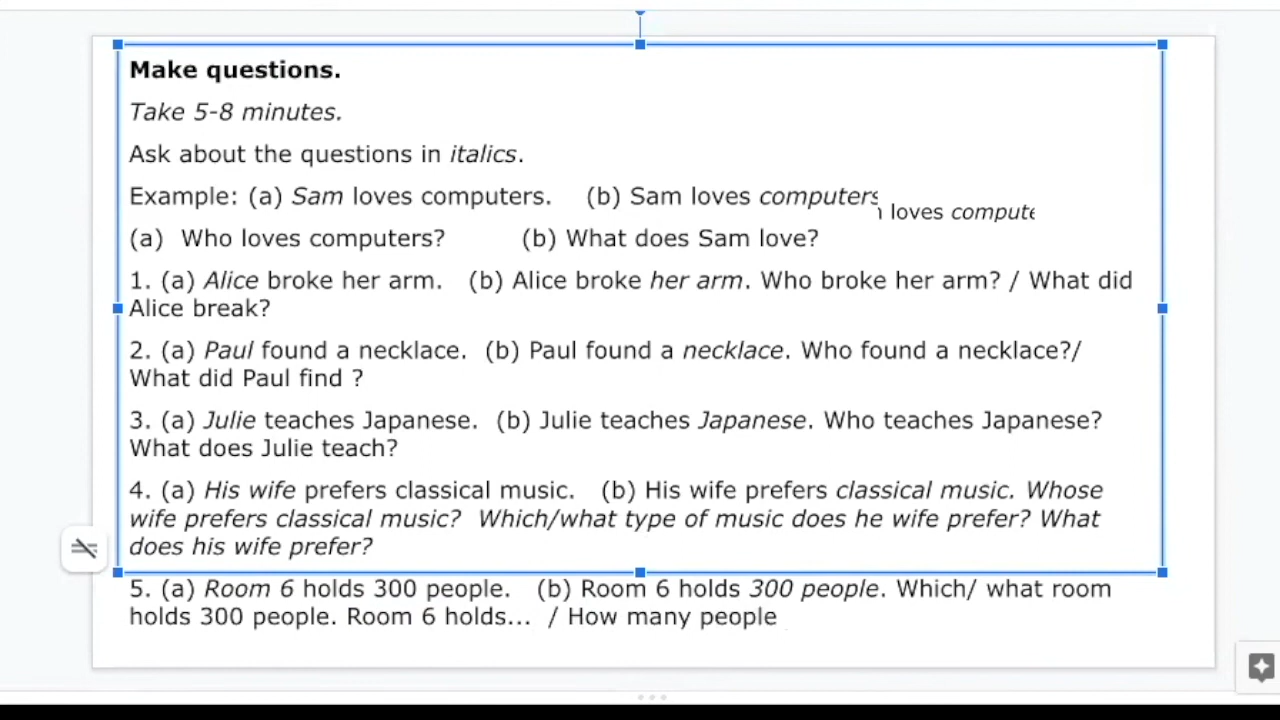 Make questions.
Take 5-8 minutes.
Ask about the questions in italics.
Example: (a) Sam loves computers. (b) Sam loves computers
loves compute
(a) Who loves computers? (b) What does Sam love?
1. (a) Alice broke her arm. (b) Alice broke her arm. Who broke her arm? / What did
Alice break?
2. (a) Paul found a necklace. (b) Paul found a necklace. Who found a necklace?/
What did Paul find ?
3. (a) Julie teaches Japanese. (b) Julie teaches Japanese. Who teaches Japanese?
What does Julie teach?
4. (a) His wife prefers classical music. (b) His wife prefers classical music. Whose
wife prefers classical music? Which/what type of music does he wife prefer? What
does his wife prefer?
5. (a) Room 6 holds 300 people. (b) Room 6 holds 300 people. Which/ what room
holds 300 people. Room 6 holds... / How many people